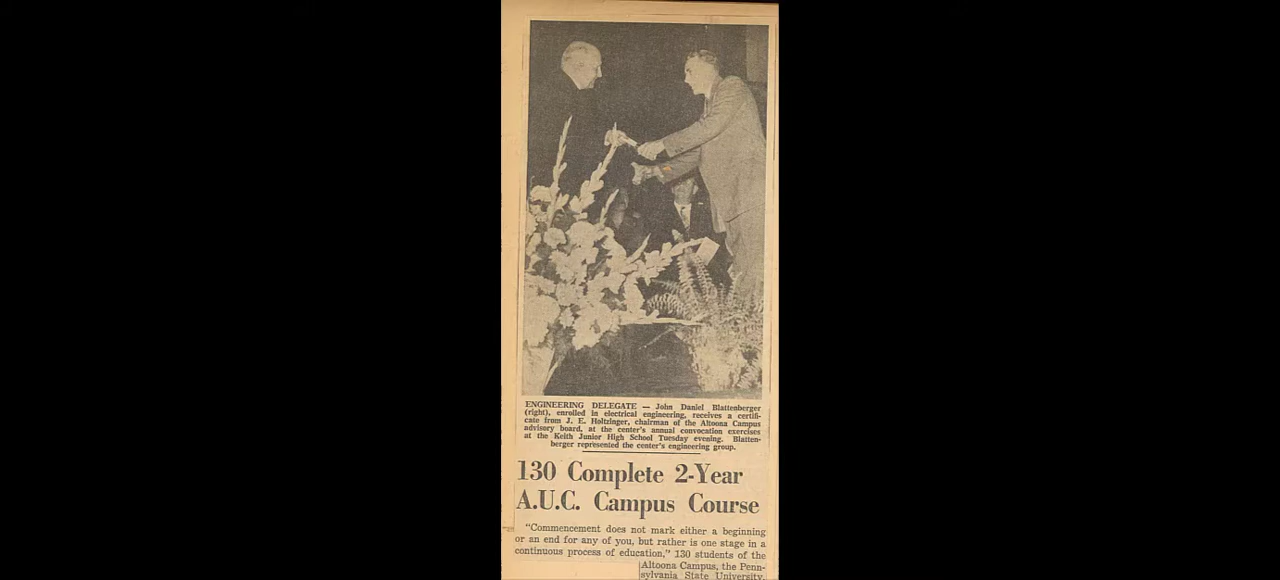 ENGINEERING DELEGATE — John Daniel Blattenberger
(right), enrolled in electrical engineering, receives a certifi-
cate from J. E. Holtzinger, chairman of the Altoona Campus
advisory board, at the center's annual convocation exercises
at the Keith Junior High School Tuesday evening. Blatten-
berger represented the center's engineering group.
130 Complete 2-Year
A.U.C. Campus Course
"Commencement does not mark either a beginning
or an end for any of you, but rather is one stage in a
continuous process of education," 130 students of the
Altoona Campus, the Penn-
sylvania State University,